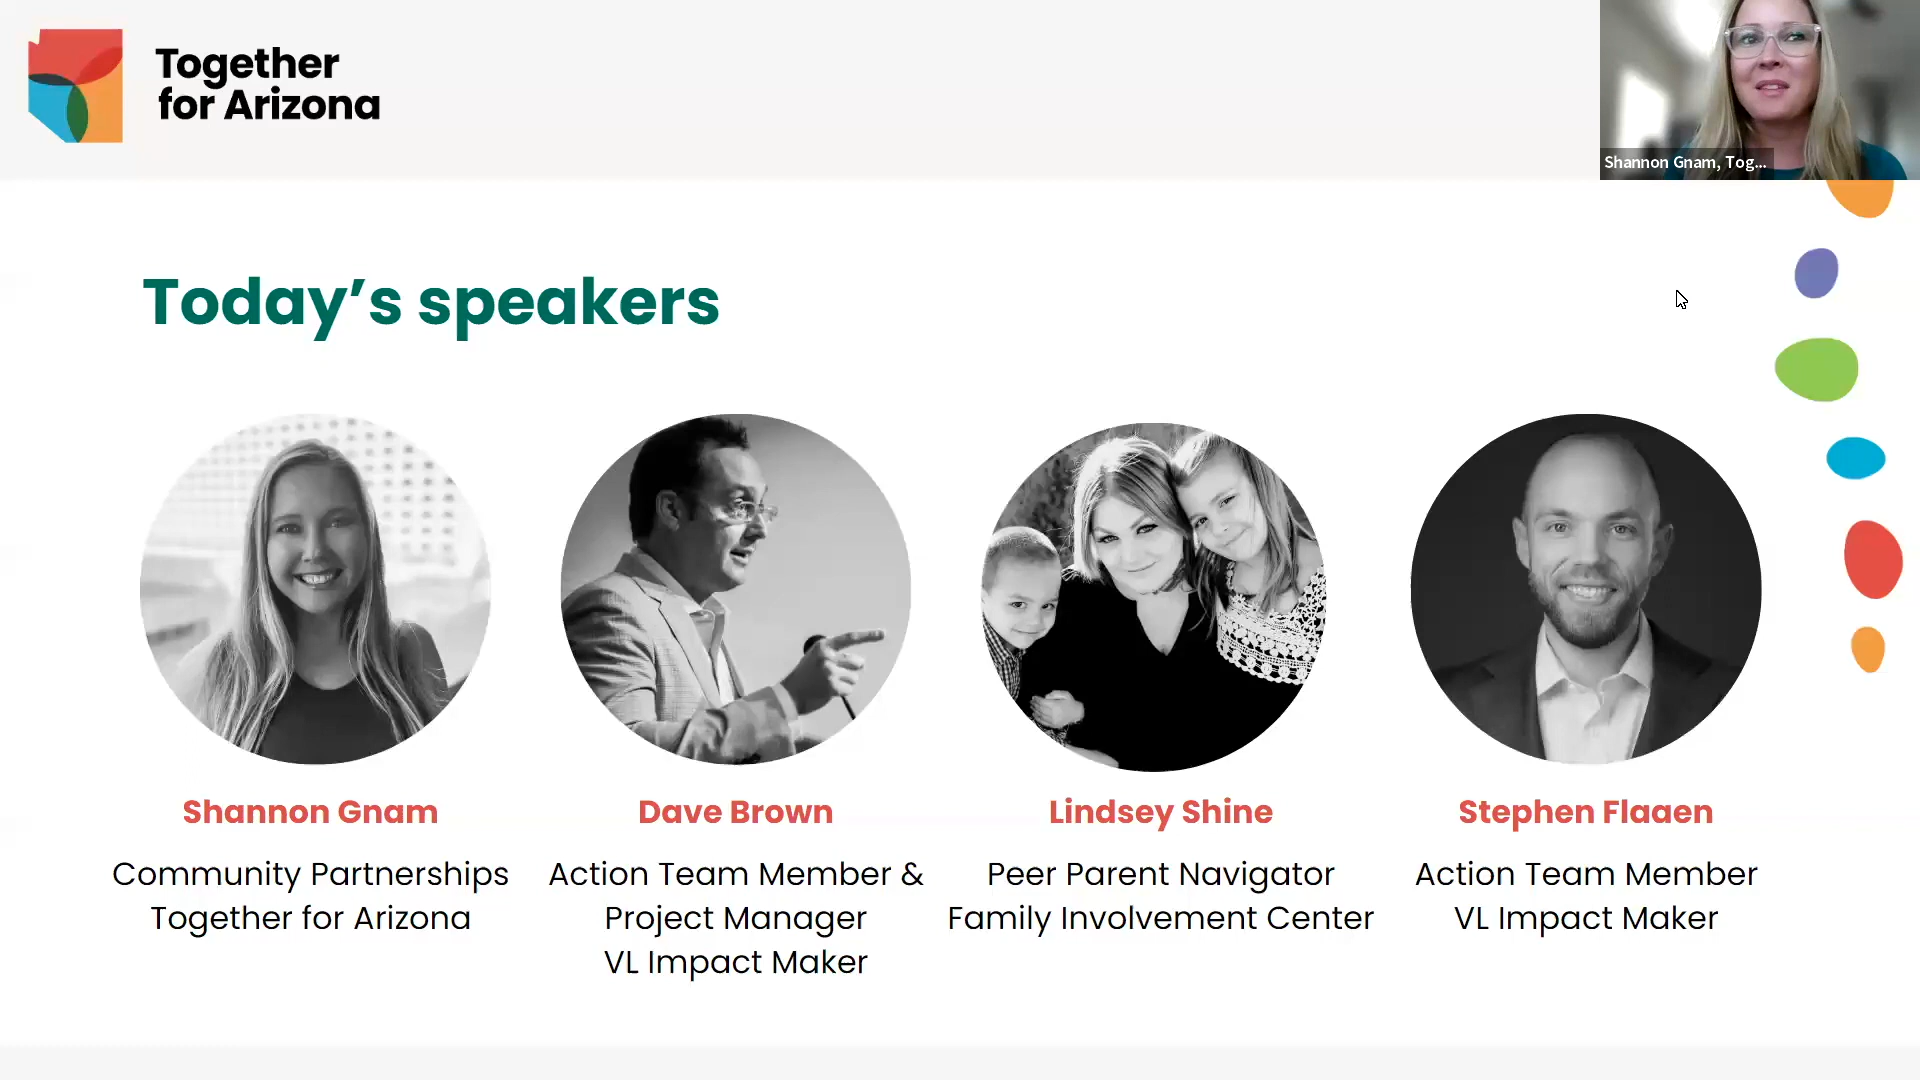 Together
for Arizona
Shannon Gnam, Tog...
Today’s speakers
Shannon Gnam
Community Partnerships
Together for Arizona
Dave Brown
Action Team Member &
Project Manager
VL Impact Maker
Lindsey Shine
Peer Parent Navigator
Family Involvement Center
Stephen Flaaen
Action Team Member
VL Impact Maker